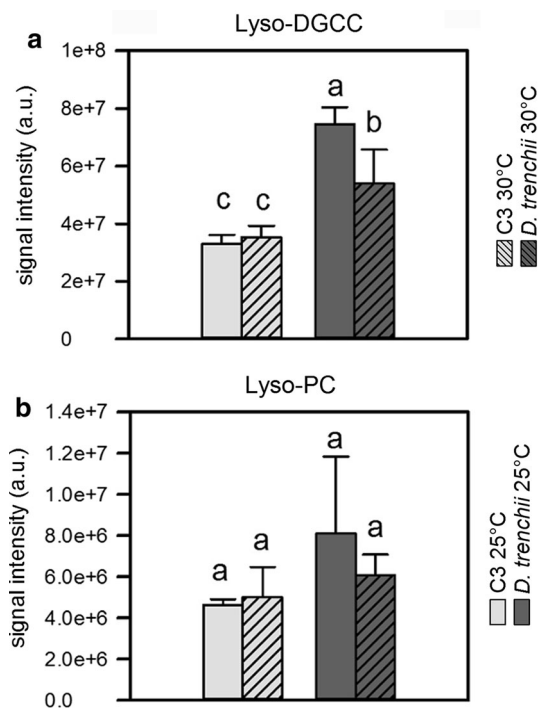 a
Lyso-DGCC
signal intensity (a.u.)
1e+8
8e+7
6e+7
4e+7
2e+7
0
c
c
a
b
C3 30°C
D. trenchii 30°C
b
Lyso-PC
signal intensity (a.u.)
1.4e+7
1.2e+7
1.0e+7
8.0e+6
6.0e+6
4.0e+6
2.0e+6
0.0
a
a
a
a
C3 25°C
D. trenchii 25°C